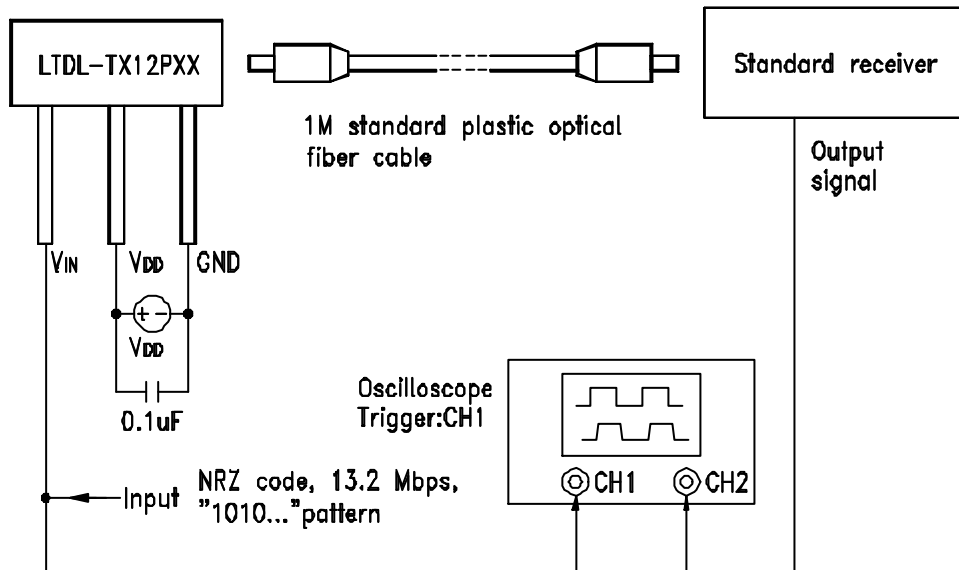 LTDL-TX12PXX
Standard receiver
1M standard plastic optical
fiber cable
Output
signal
VIN
VDD
GND
+ -
VDD
0.1uF
Oscilloscope
Trigger:CH1
CH1
CH2
Input
NRZ code, 13.2 Mbps,
"1010..."pattern